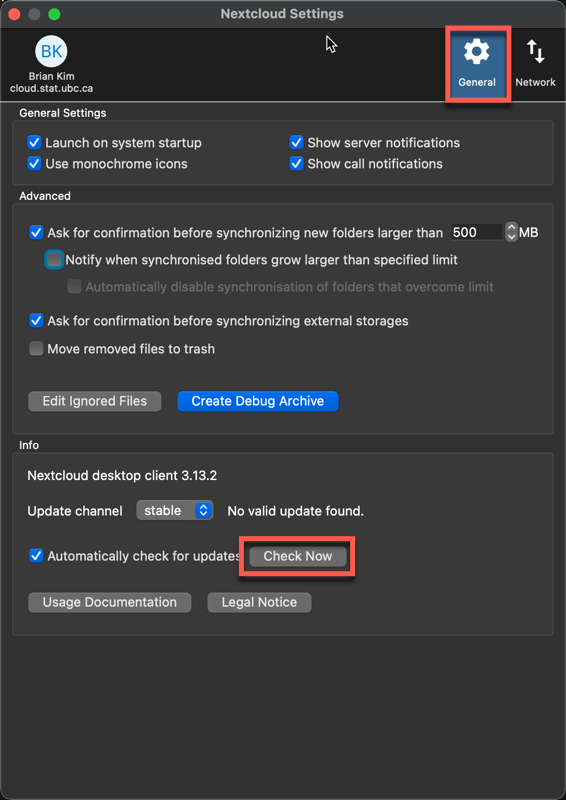 Nextcloud Settings
BK
Brian Kim
cloud.stat.ubc.ca
General
Network
General Settings
Launch on system startup
Show server notifications
Use monochrome icons
Show call notifications
Advanced
Ask for confirmation before synchronizing new folders larger than 500 MB
Notify when synchronised folders grow larger than specified limit
Automatically disable synchronisation of folders that overcome limit
Ask for confirmation before synchronizing external storages
Move removed files to trash
Edit Ignored Files
Create Debug Archive
Info
Nextcloud desktop client 3.13.2
Update channel stable No valid update found.
Automatically check for updates Check Now
Usage Documentation
Legal Notice